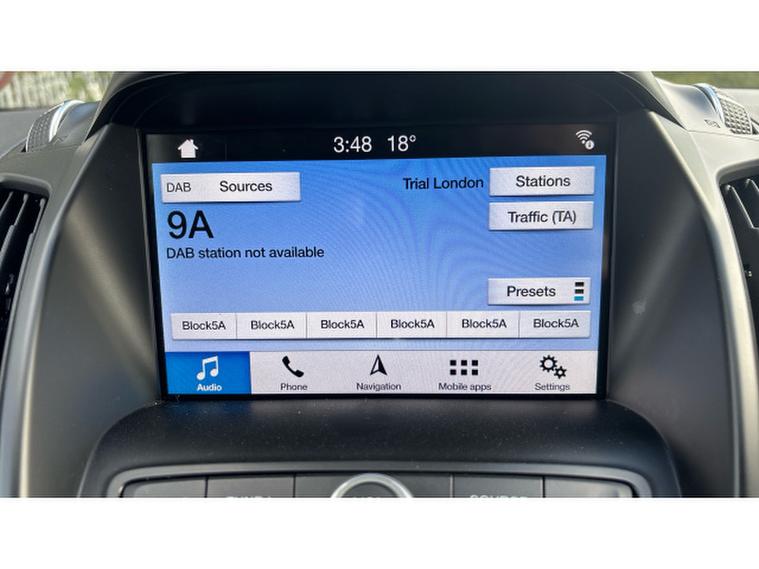 3:48 18°
DAB Sources Trial London Stations
9A Traffic (TA)
DAB station not available
Presets
Block5A Block5A Block5A Block5A Block5A Block5A
Audio Phone Navigation Mobile apps Settings